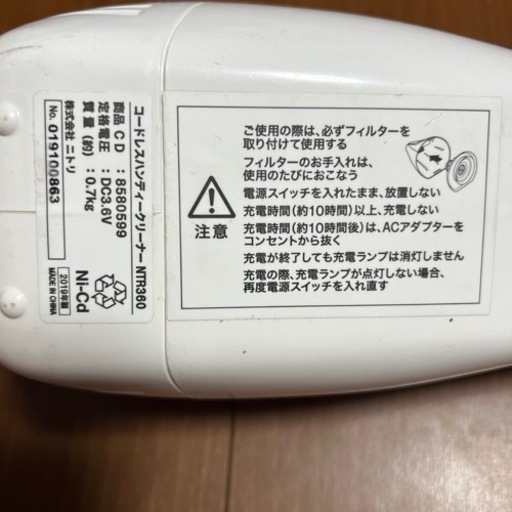 コードレスハンディークリーナー NTR360
商品CD：8580599
定格電圧：DC3.6V
質量（約）：0.7kg
株式会社 ニトリ
No. 019100863
Ni-Cd
2019年製
MADE IN CHINA
注意
ご使用の際は、必ずフィルターを
取り付けて使用する
フィルターのお手入れは、
使用のたびにおこなう
電源スイッチを入れたまま、放置しない
充電時間（約10時間）以上、充電しない
充電時間（約10時間後）は、ACアダプターを
コンセントから抜く
充電が終了しても充電ランプは消灯しません
充電の際、充電ランプが点灯しない場合、
再度電源スイッチを入れ直す